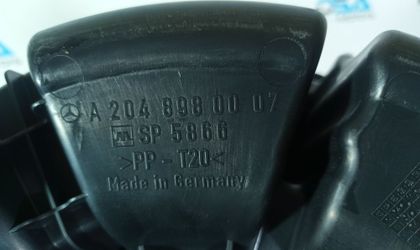 A 204 898 00 07
SP 5866
>PP - T20<
Made in Germany